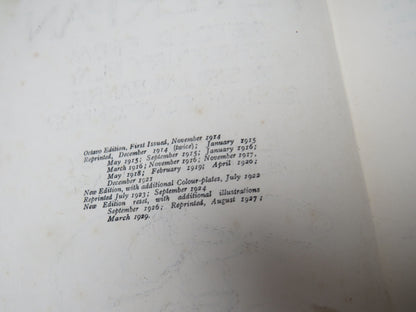 Octavo Edition, First Issued, November 1914
Reprinted, December 1914 (twice); January 1915
May 1915; September 1915; January 1916;
March 1916; November 1916; November 1917,
May 1918; February 1919; April 1920;
December 1921
New Edition, with additional Colour-plates, July 1922
Reprinted July 1923; September 1924
New Edition reset, with additional illustrations
September 1926; Reprinted, August 1927;
March 1929.